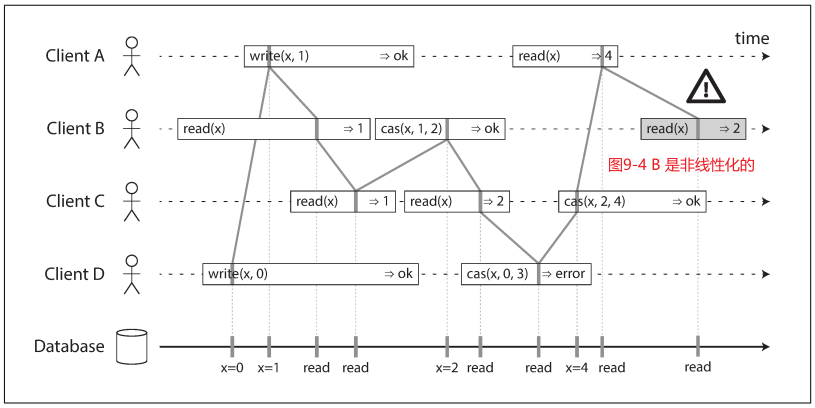 time
Client A
write(x, 1) ⇒ ok
read(x) ⇒ 4
Client B
read(x) ⇒ 1
cas(x, 1, 2) ⇒ ok
read(x) ⇒ 2
图9-4 B 是非线性化的
Client C
read(x) ⇒ 1
read(x) ⇒ 2
cas(x, 2, 4) ⇒ ok
Client D
write(x, 0) ⇒ ok
cas(x, 0, 3) ⇒ error
Database
x=0 x=1 read read x=2 read read x=4 read read